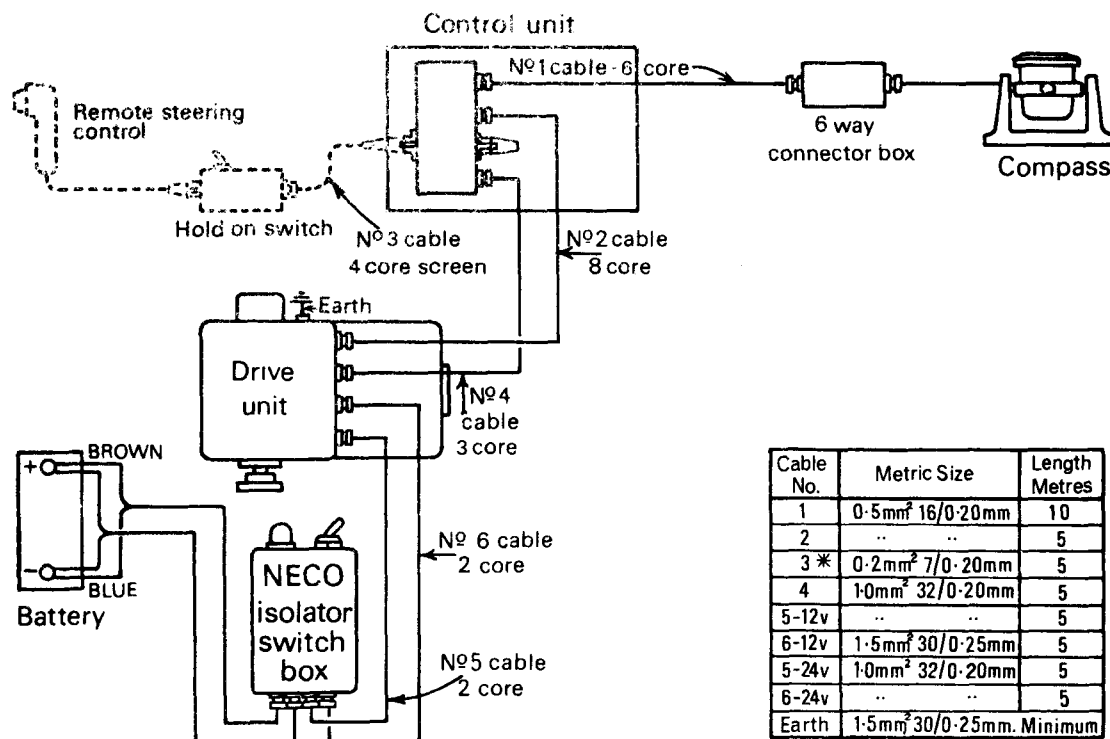 Control unit
Nº1 cable - 6 core
Remote steering
control
6 way
connector box
Compass
Hold on switch
Nº3 cable
4 core screen
Nº2 cable
8 core
Earth
Drive
unit
Nº4
cable
3 core
BROWN
+
-
BLUE
Battery
NECO
isolator
switch
box
Nº 6 cable
2 core
Nº5 cable
2 core
Cable No. Metric Size Length Metres
1 0·5mm² 16/0·20mm 10
2 ·· ·· 5
3 * 0·2mm² 7/0·20mm 5
4 1·0mm² 32/0·20mm 5
5-12v ·· ·· 5
6-12v 1·5mm² 30/0·25mm 5
5-24v 1·0mm² 32/0·20mm 5
6-24v ·· ·· 5
Earth 1·5mm² 30/0·25mm. Minimum